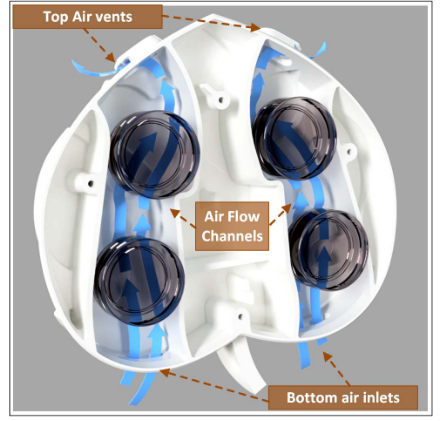 Top Air vents
Air Flow
Channels
Bottom air inlets